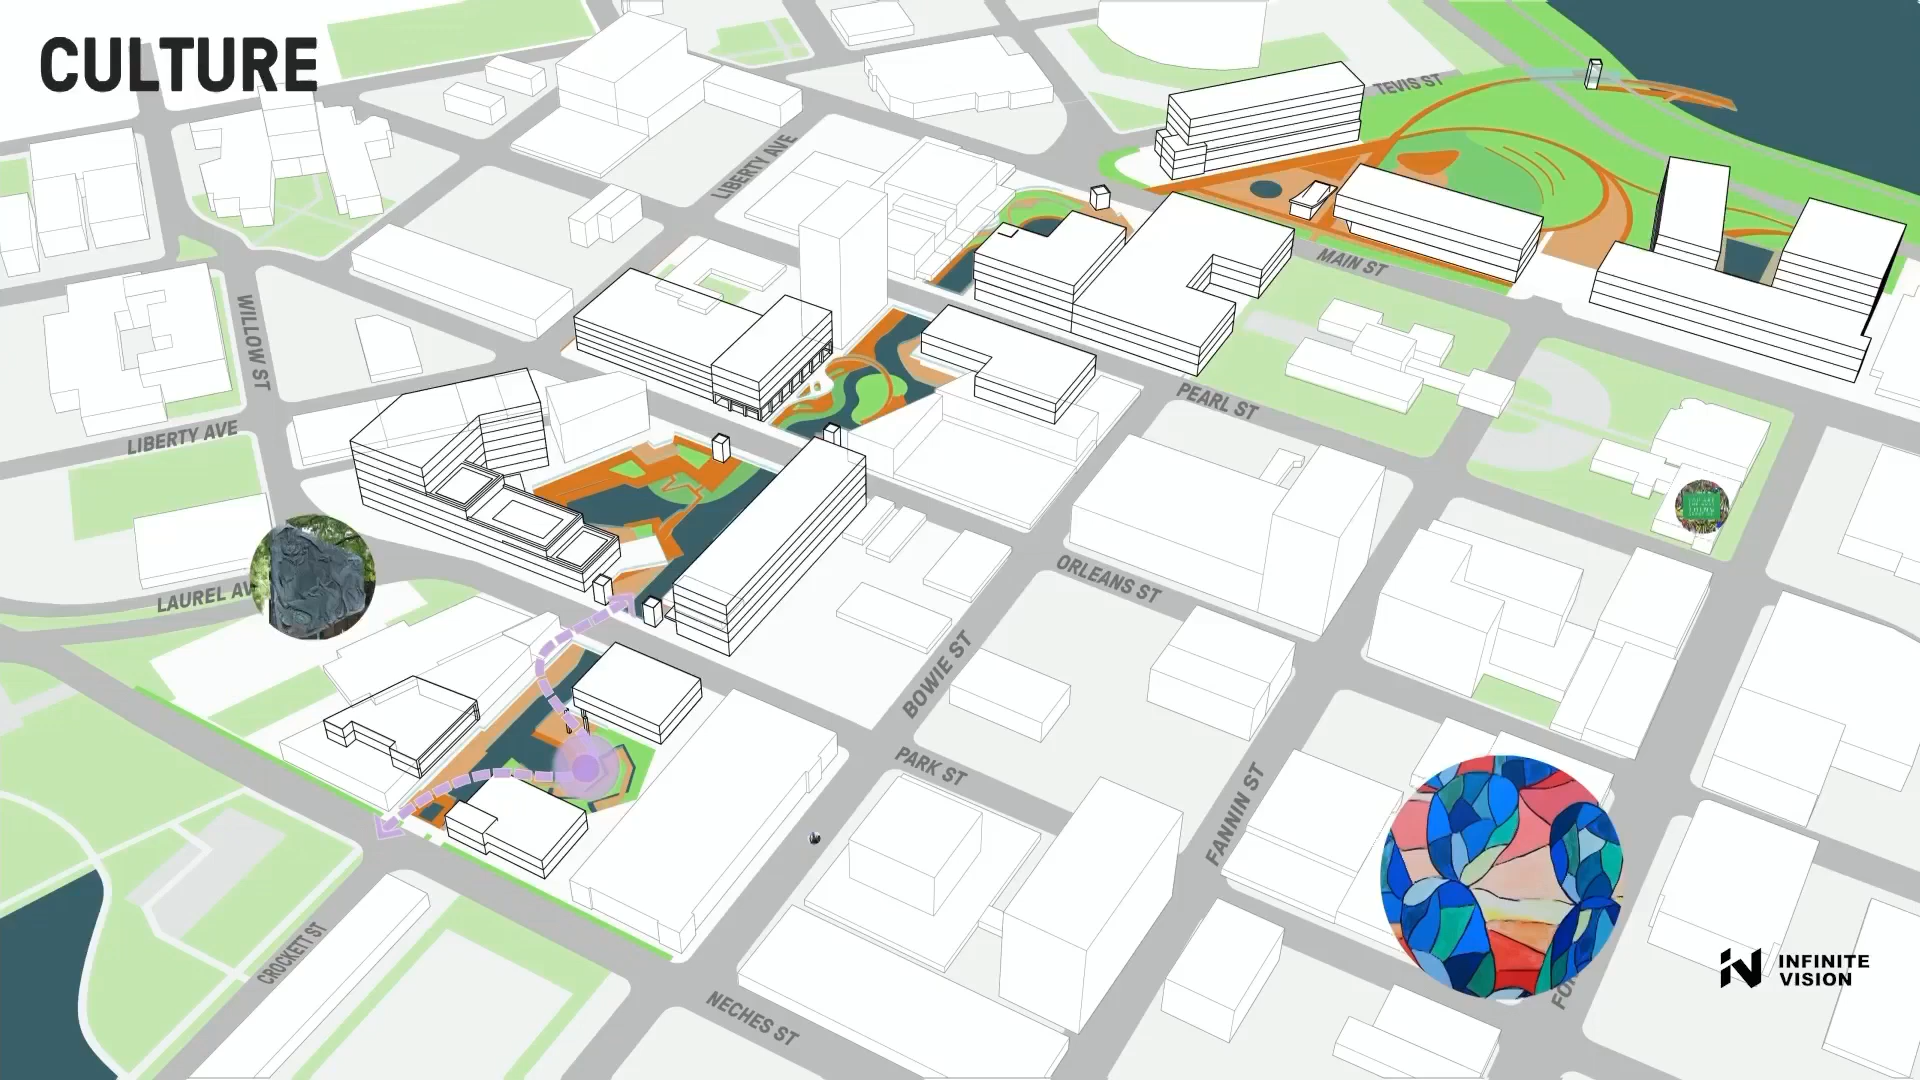 CULTURE
TEVIS ST
LIBERTY AVE
MAIN ST
WILLOW ST
PEARL ST
LIBERTY AVE
ORLEANS ST
LAUREL AV
BOWIE ST
PARK ST
FANNIN ST
CROCKETT ST
NECHES ST
INFINITE
VISION